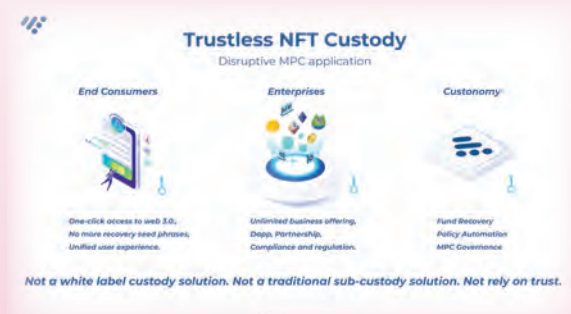 Trustless NFT Custody
Disruptive MPC application
End Consumers
Enterprises
Customomy
One-click access to web 3.0.,
No more recovery seed phrases,
Unified user experience.
Unlimited business offering,
Dapp, Partnership,
Compliance and regulation.
Fund Recovery
Policy Automation
MPC Governance
Not a white label custody solution. Not a traditional sub-custody solution. Not rely on trust.